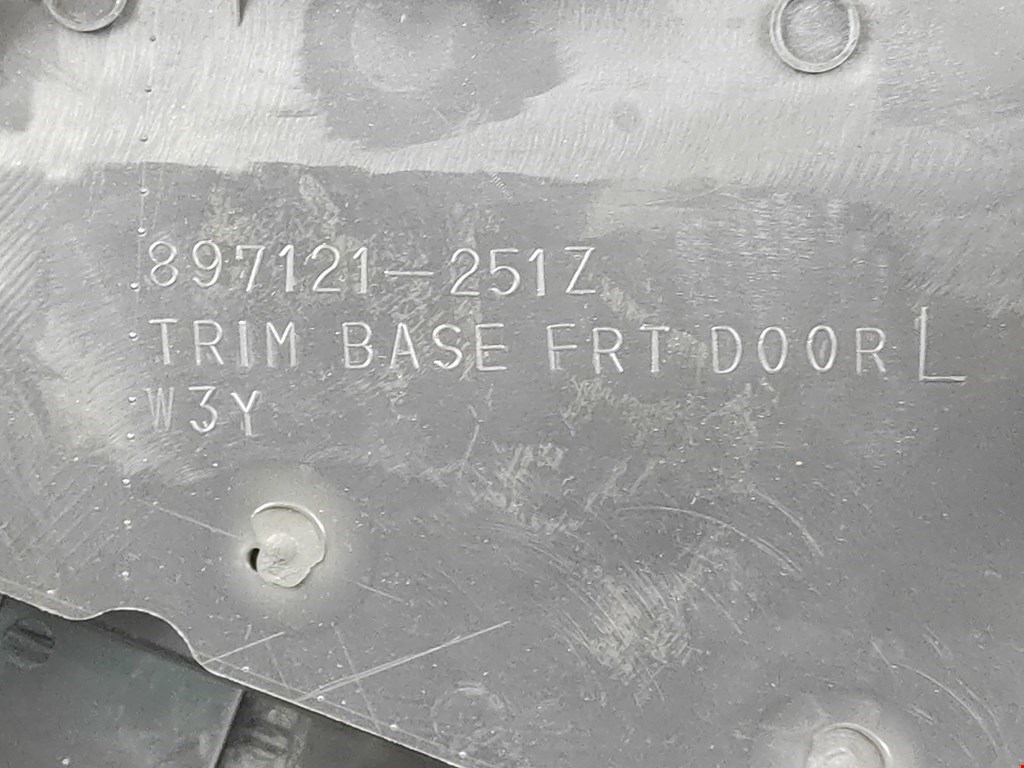 897121-251Z
TRIM BASE FRT DOOR L
W3Y